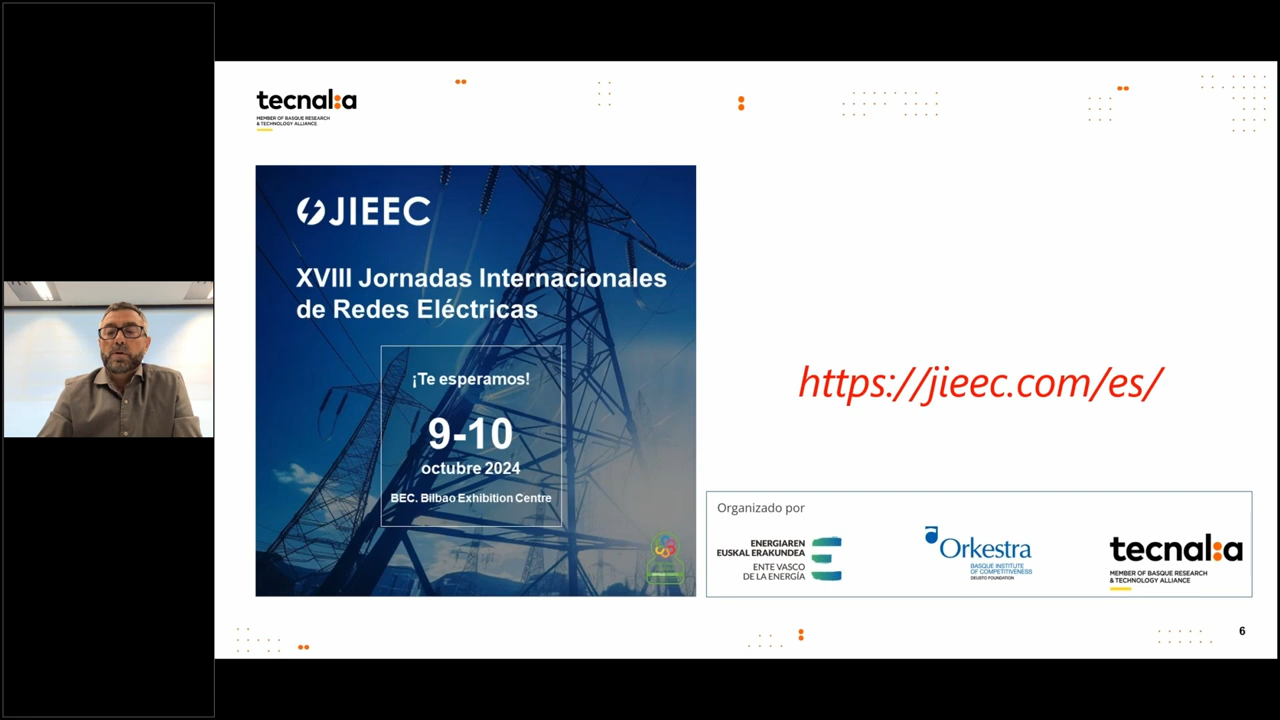 tecnalia
MEMBER OF BASQUE RESEARCH
& TECHNOLOGY ALLIANCE
JIEEC
XVIII Jornadas Internacionales
de Redes Eléctricas
¡Te esperamos!
9-10
octubre 2024
BEC. Bilbao Exhibition Centre
https://jieec.com/es/
Organizado por
ENERGIAREN
EUSKAL ERAKUNDEA
ENTE VASCO
DE LA ENERGÍA
Orkestra
BASQUE INSTITUTE
OF COMPETITIVENESS
DEUSTO FOUNDATION
tecnalia
MEMBER OF BASQUE RESEARCH
& TECHNOLOGY ALLIANCE
6